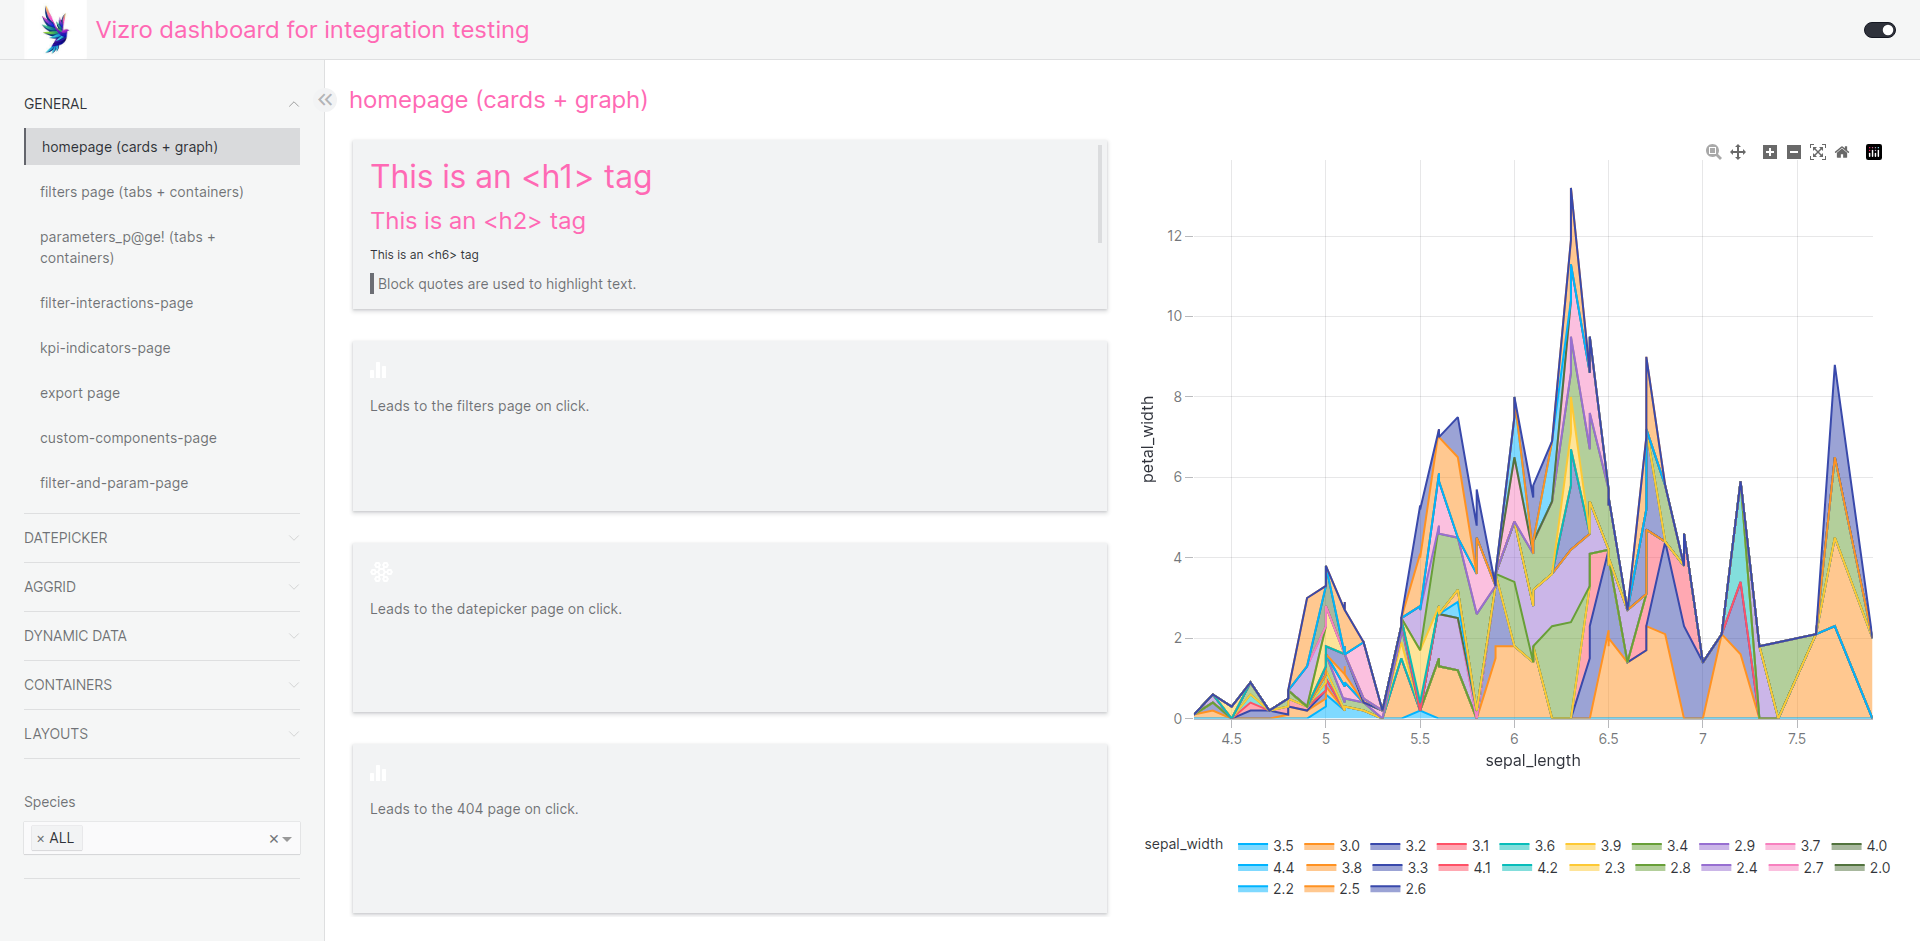 Vizro dashboard for integration testing
GENERAL
homepage (cards + graph)
filters page (tabs + containers)
parameters_p@ge! (tabs +
containers)
filter-interactions-page
kpi-indicators-page
export page
custom-components-page
filter-and-param-page
DATEPICKER
AGGRID
DYNAMIC DATA
CONTAINERS
LAYOUTS
Species
× ALL
homepage (cards + graph)
This is an <h1> tag
This is an <h2> tag
This is an <h6> tag
Block quotes are used to highlight text.
Leads to the filters page on click.
Leads to the datepicker page on click.
Leads to the 404 page on click.
petal_width
12
10
8
6
4
2
0
4.5 5 5.5 6 6.5 7 7.5
sepal_length
sepal_width
3.5 3.0 3.2 3.1 3.6 3.9 3.4 2.9 3.7 4.0
4.4 3.8 3.3 4.1 4.2 2.3 2.8 2.4 2.7 2.0
2.2 2.5 2.6